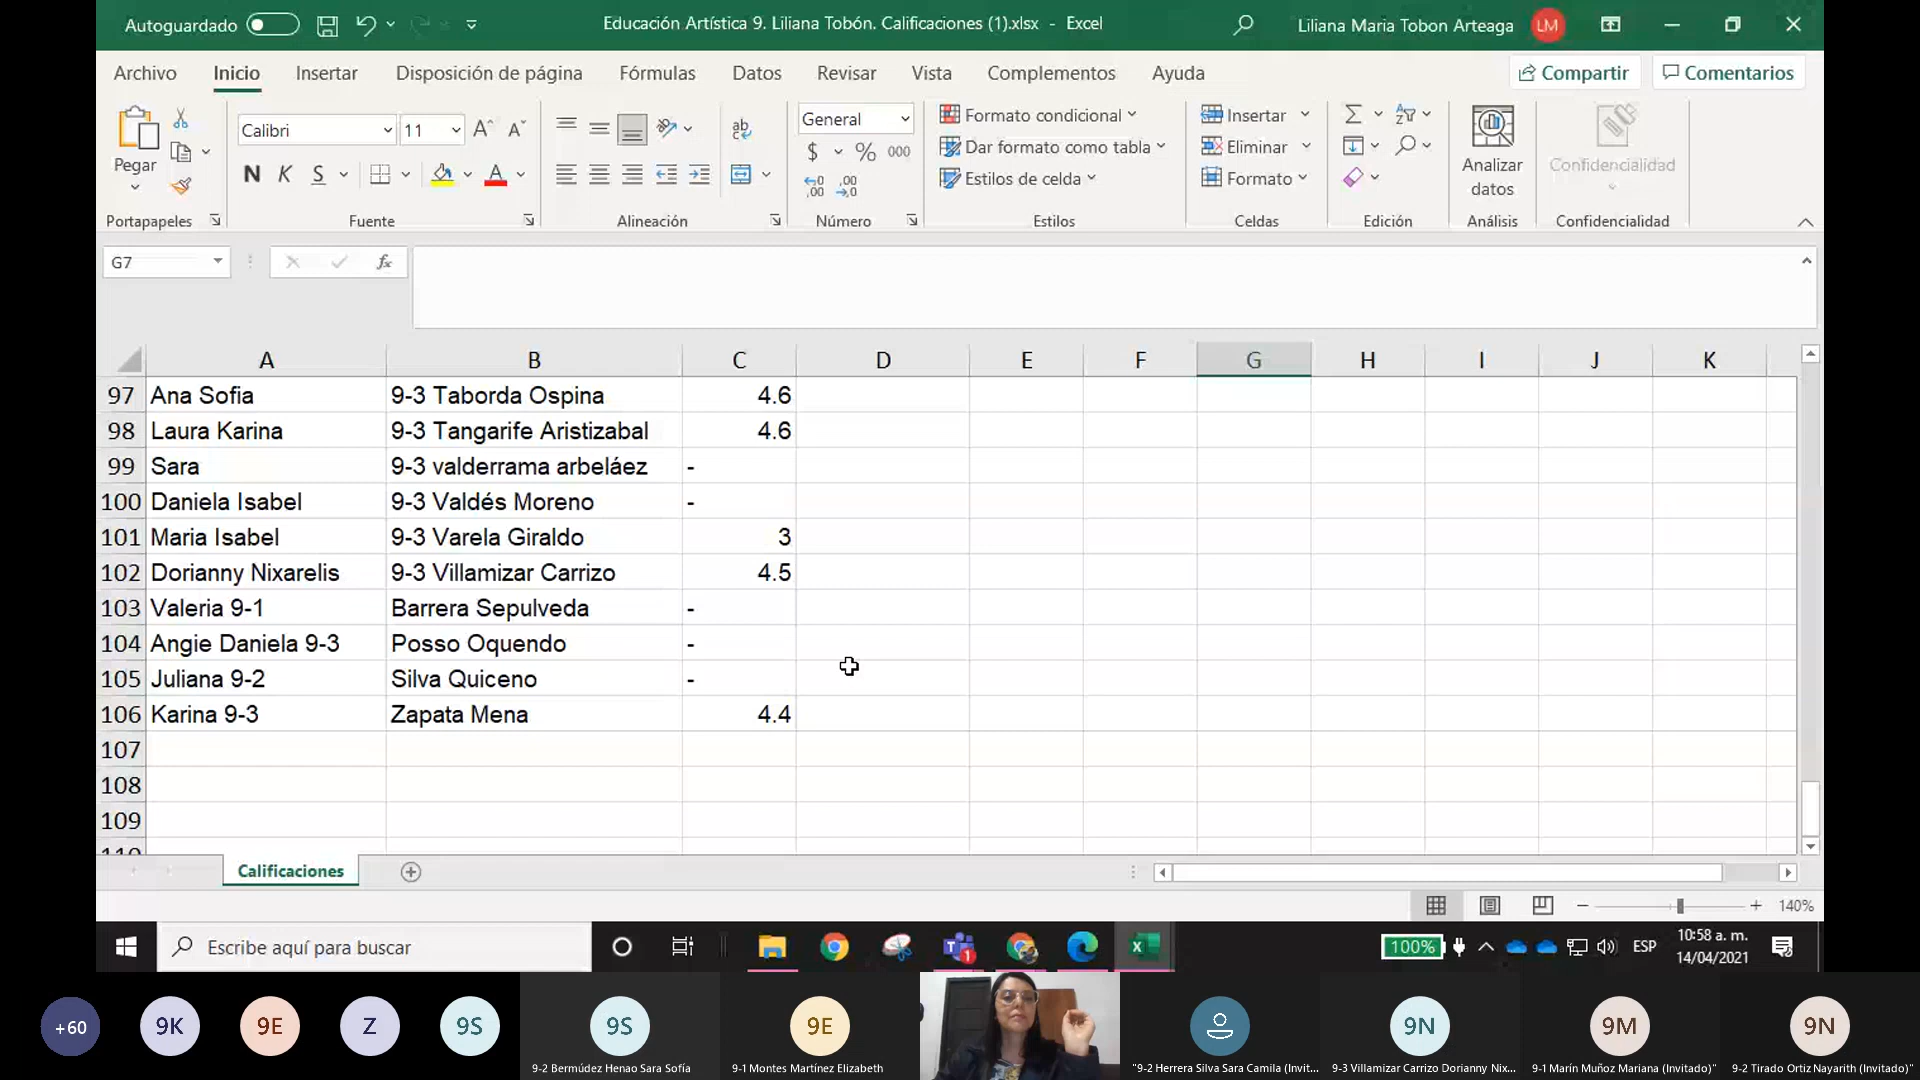 Autoguardado
Educación Artística 9. Liliana Tobón. Calificaciones (1).xlsx - Excel
Liliana Maria Tobon Arteaga
LM
Archivo Inicio Insertar Disposición de página Fórmulas Datos Revisar Vista Complementos Ayuda
Compartir Comentarios
Pegar
Portapapeles
Calibri 11
N K S
Fuente
Alineación
General
$ % 000
Número
Formato condicional
Dar formato como tabla
Estilos de celda
Estilos
Insertar
Eliminar
Formato
Celdas
Edición
Analizar datos
Análisis
Confidencialidad
Confidencialidad
G7 fx
A B C D E F G H I J K
97 Ana Sofia 9-3 Taborda Ospina 4.6
98 Laura Karina 9-3 Tangarife Aristizabal 4.6
99 Sara 9-3 valderrama arbeláez -
100 Daniela Isabel 9-3 Valdés Moreno -
101 Maria Isabel 9-3 Varela Giraldo 3
102 Dorianny Nixarelis 9-3 Villamizar Carrizo 4.5
103 Valeria 9-1 Barrera Sepulveda -
104 Angie Daniela 9-3 Posso Oquendo -
105 Juliana 9-2 Silva Quiceno -
106 Karina 9-3 Zapata Mena 4.4
107
108
109
110
Calificaciones
140%
Escribe aquí para buscar
1
100%
ESP
10:58 a. m.
14/04/2021
+60 9K 9E Z 9S 9S 9E 9N 9M 9N
9-2 Bermúdez Henao Sara Sofía
9-1 Montes Martínez Elizabeth
"9-2 Herrera Silva Sara Camila (Invit...
9-3 Villamizar Carrizo Dorianny Nix...
9-1 Marín Muñoz Mariana (Invitado)"
9-2 Tirado Ortiz Nayarith (Invitado)"